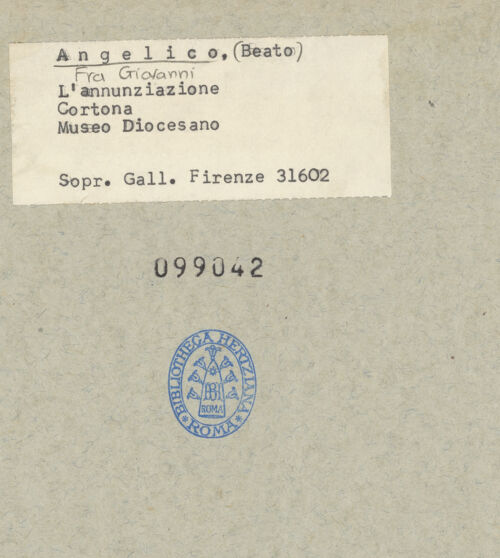 Angelico, (Beato)
Fra Giovanni
L'annunziazione
Cortona
Museo Diocesano
Sopr. Gall. Firenze 31602
099042
*BIBLIOTHECA HERTZIANA*
ROMA
BH
ROMA